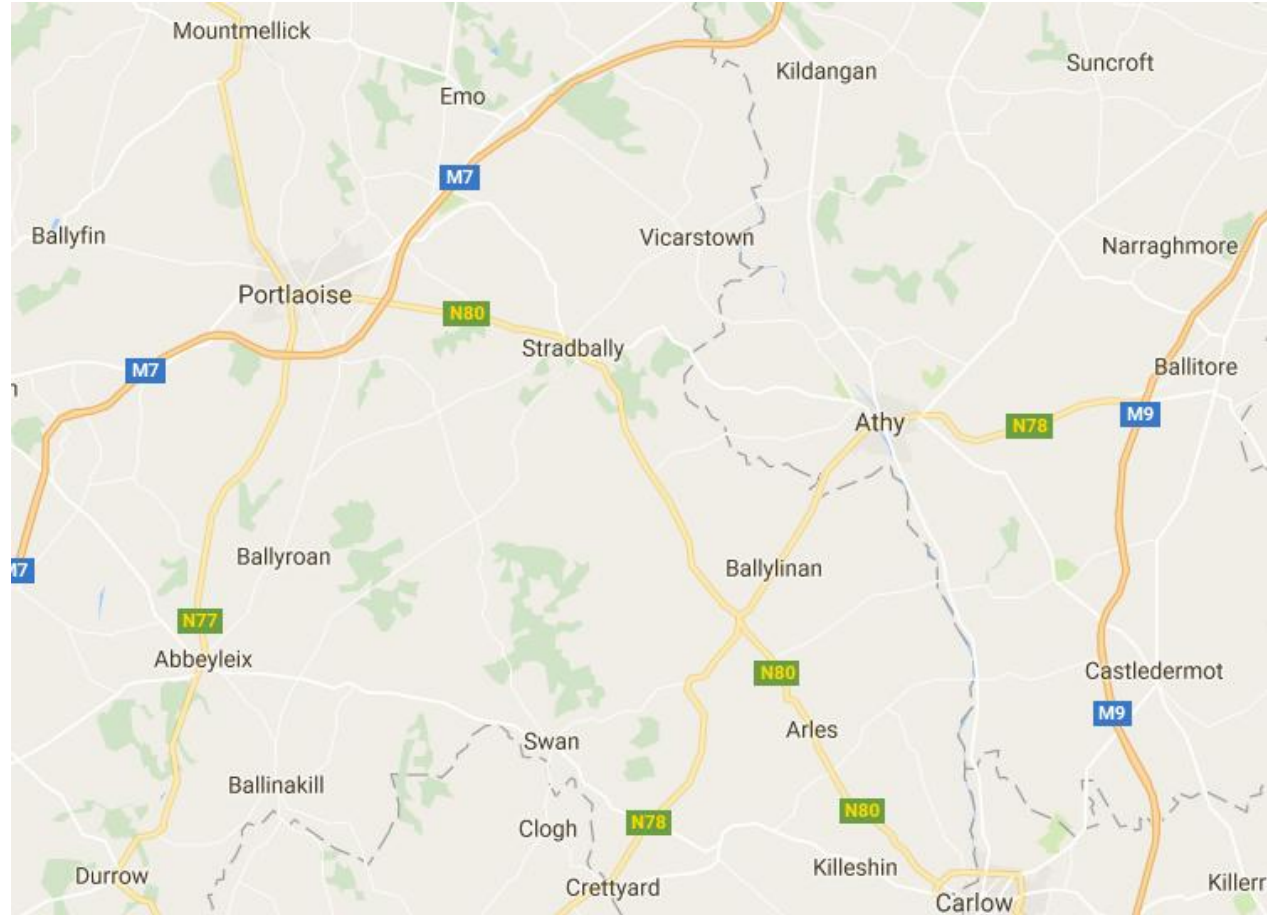 Mountmellick
Suncroft
Kildangan
Emo
M7
Ballyfin
Vicarstown
Narraghmore
Portlaoise
N80
Stradbally
M7
Ballitore
M9
Athy
N78
Ballyroan
Ballylinan
N77
Abbeyleix
N80
Castledermot
M9
Arles
Swan
Ballinakill
N80
N78
Clogh
Killeshin
Durrow
Crettyard
Killerr
Carlow